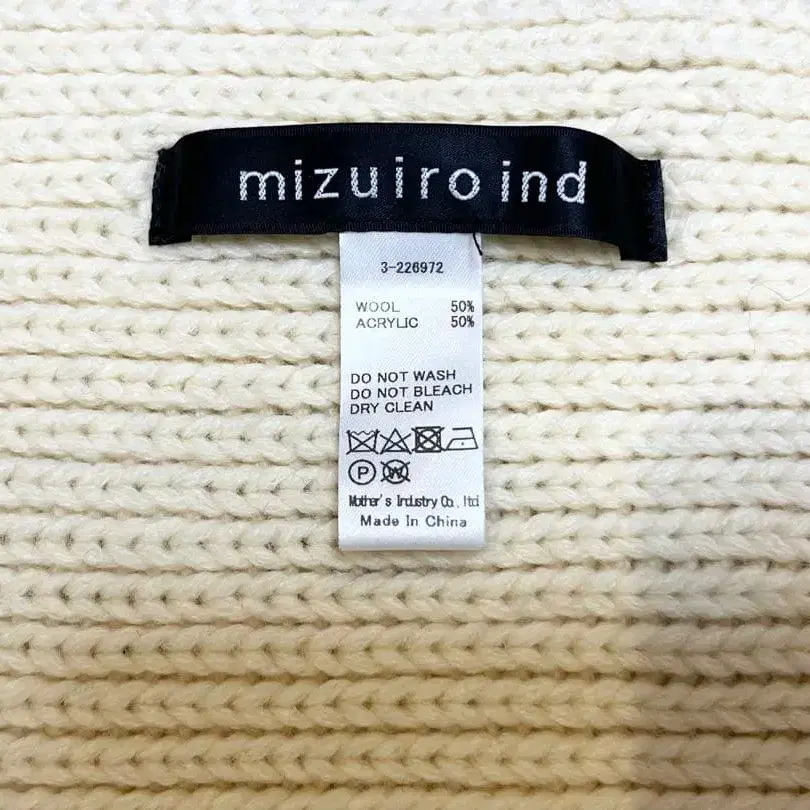 mizuiro ind
3-226972
WOOL 50%
ACRYLIC 50%
DO NOT WASH
DO NOT BLEACH
DRY CLEAN
P W
Mother's Industry Co., ltd
Made In China